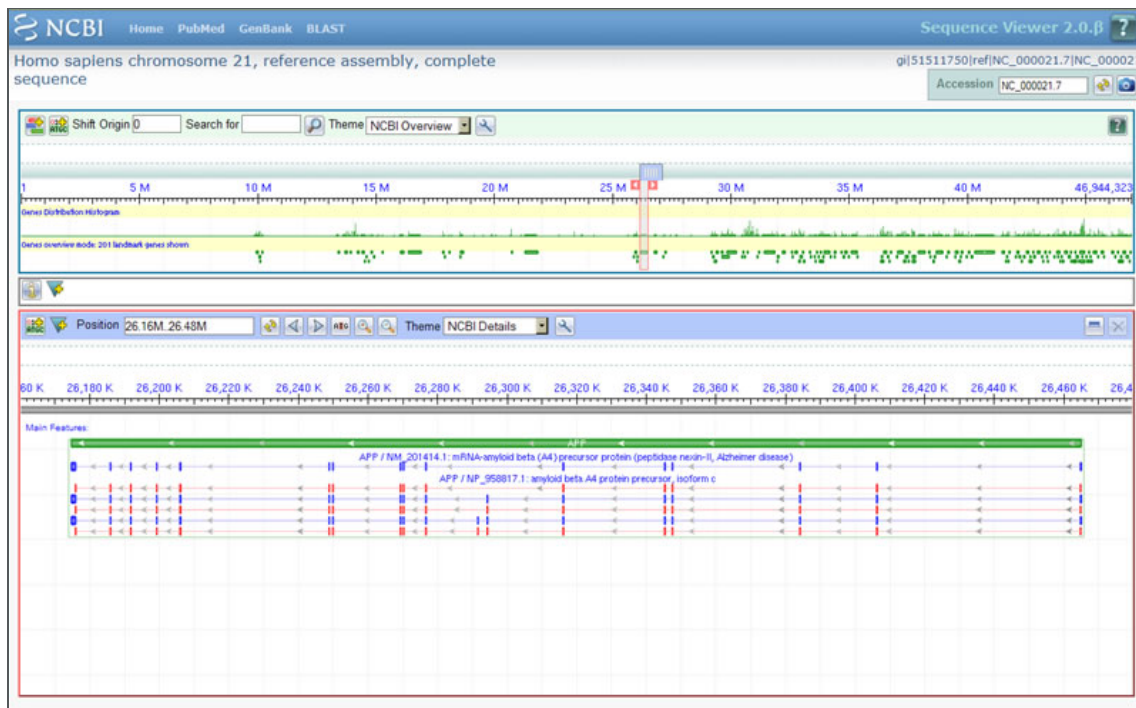 NCBI Home PubMed GenBank BLAST Sequence Viewer 2.0.β ?
Homo sapiens chromosome 21, reference assembly, complete sequence
gi|51511750|ref|NC_000021.7|NC_00002
Accession NC_000021.7
Shift Origin 0 Search for Theme NCBI Overview ?
1 5 M 10 M 15 M 20 M 25 M 30 M 35 M 40 M 46,944,323
Genes Distribution Histogram
Genes overview mode: 201 landmark genes shown
Position 26.16M..26.48M Theme NCBI Details
60 K 26,180 K 26,200 K 26,220 K 26,240 K 26,260 K 26,280 K 26,300 K 26,320 K 26,340 K 26,360 K 26,380 K 26,400 K 26,420 K 26,440 K 26,460 K 26,4
Main Features:
APP
APP / NM_201414.1: mRNA-amyloid beta (A4) precursor protein (peptidase nexin-II, Alzheimer disease)
APP / NP_958817.1: amyloid beta A4 protein precursor, isoform c